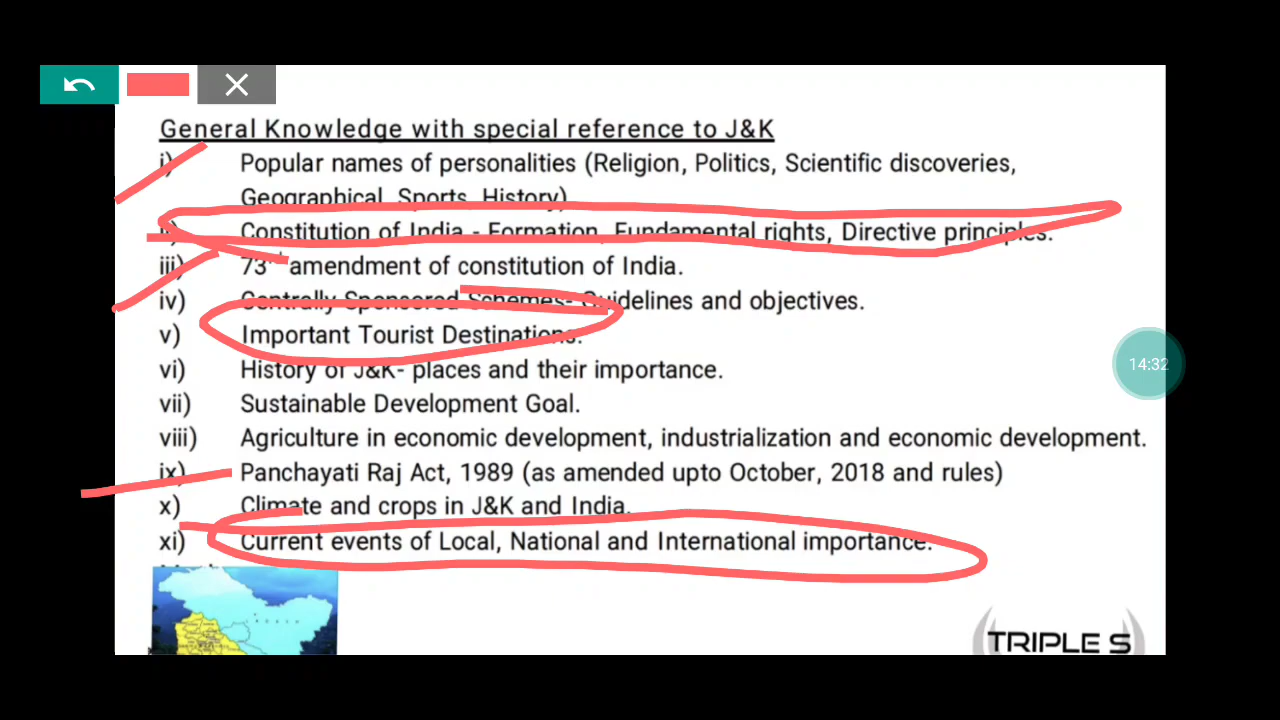 General Knowledge with special reference to J&K
i) Popular names of personalities (Religion, Politics, Scientific discoveries,
Geographical, Sports, History)
ii) Constitution of India - Formation, Fundamental rights, Directive principles.
iii) 73rd amendment of constitution of India.
iv) Centrally Sponsored Schemes- Guidelines and objectives.
v) Important Tourist Destinations.
vi) History of J&K- places and their importance.
vii) Sustainable Development Goal.
viii) Agriculture in economic development, industrialization and economic development.
ix) Panchayati Raj Act, 1989 (as amended upto October, 2018 and rules)
x) Climate and crops in J&K and India.
xi) Current events of Local, National and International importance.
14:32
TRIPLE S